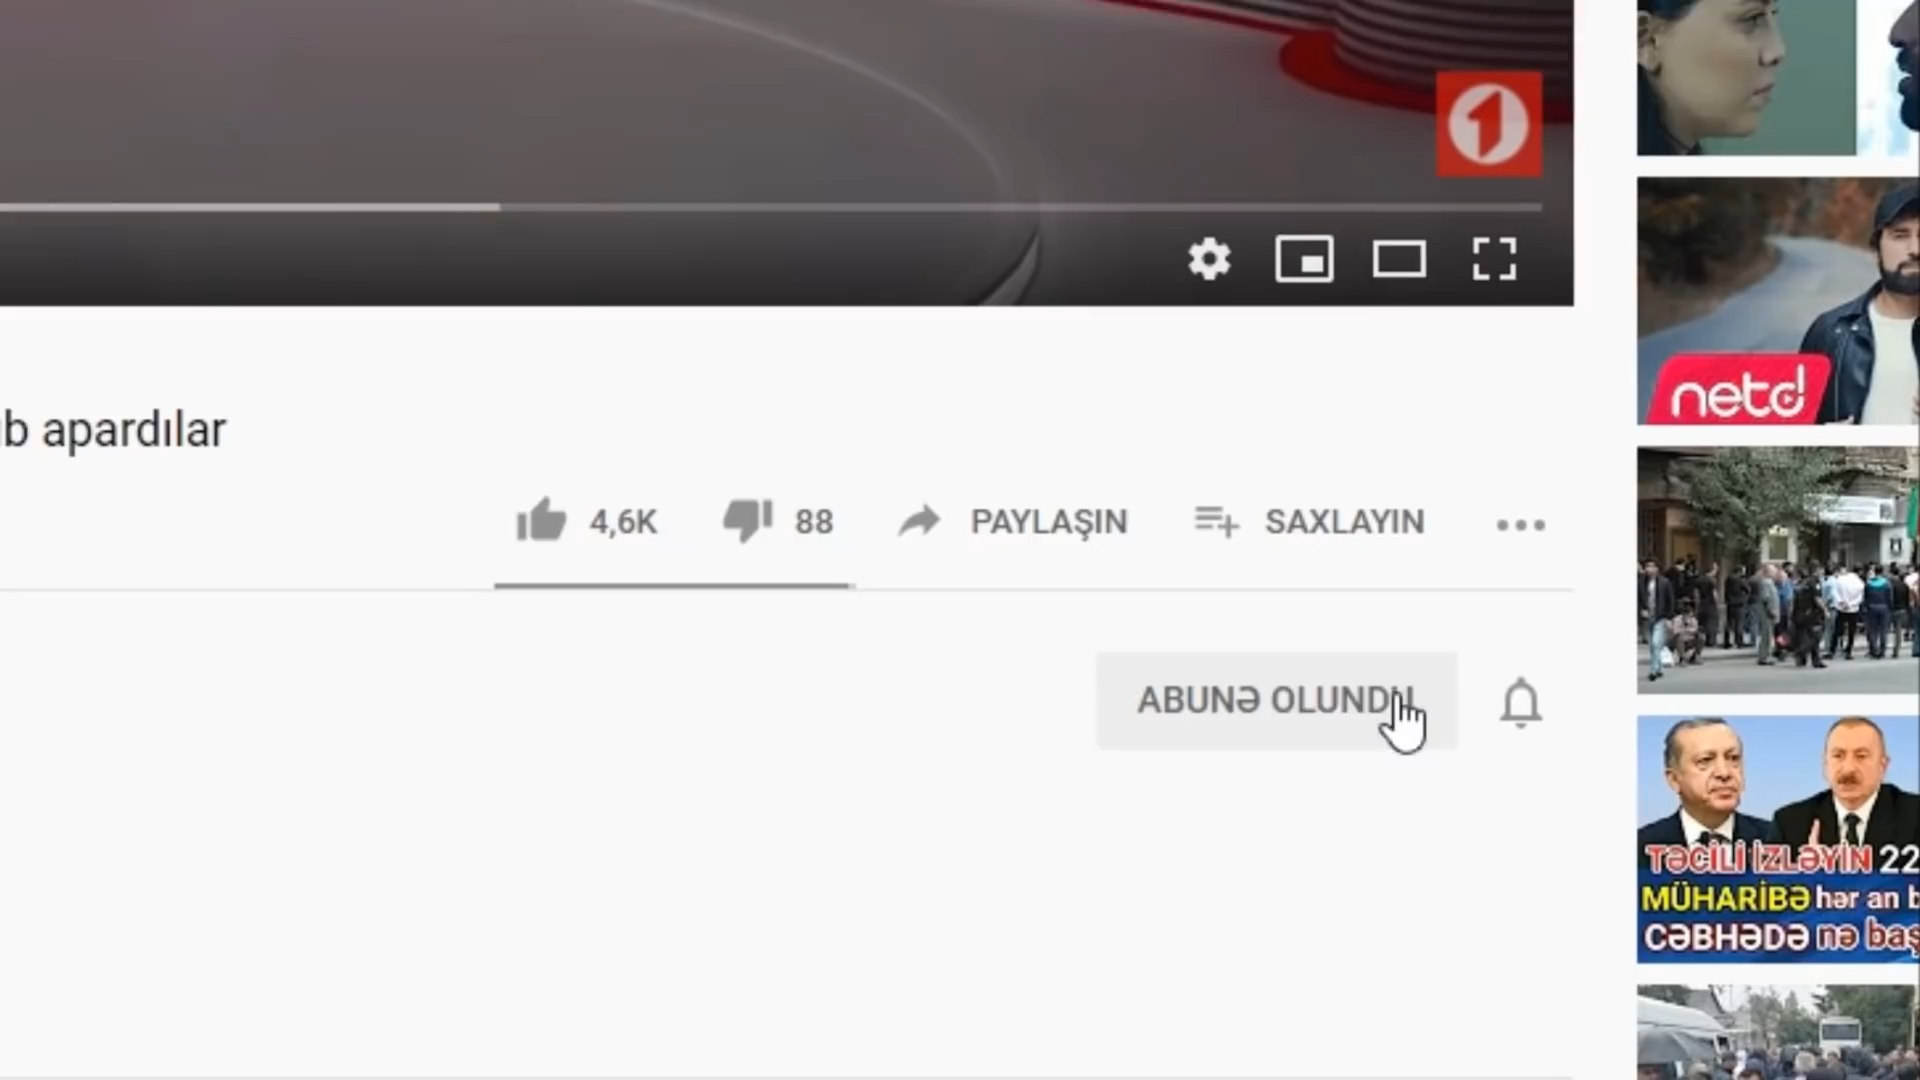 apardılar
4,6K
88
PAYLAŞIN
SAXLAYIN
ABUNƏ OLUNDU
netd
TƏCİLİ İZLƏYİN 22
MÜHARİBƏ hər an
CƏBHƏDƏ nə